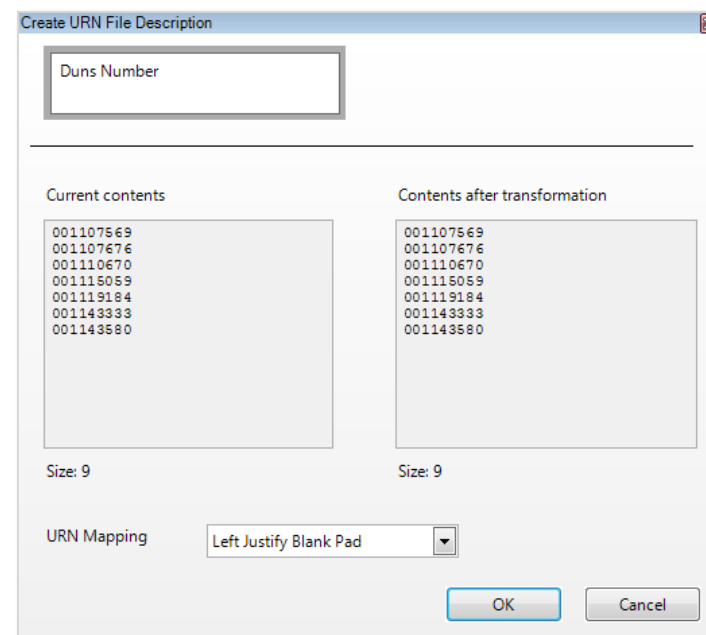 Create URN File Description
Duns Number
Current contents
Contents after transformation
001107569
001107676
001110670
001115059
001119184
001143333
001143580
001107569
001107676
001110670
001115059
001119184
001143333
001143580
Size: 9
Size: 9
URN Mapping
Left Justify Blank Pad
OK
Cancel